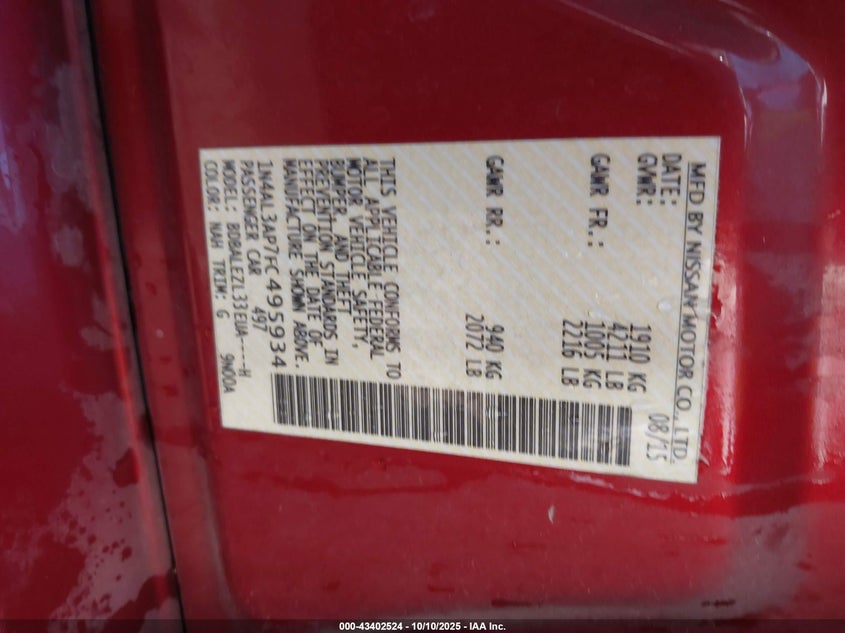 MFD BY NISSAN MOTOR CO., LTD.
DATE: 08/15
GVWR: 1910 KG
4211 LB
GAWR FR.: 1005 KG
2216 LB
GAWR RR.: 940 KG
2072 LB
THIS VEHICLE CONFORMS TO
ALL APPLICABLE FEDERAL
MOTOR VEHICLE SAFETY,
BUMPER, AND THEFT
PREVENTION STANDARDS IN
EFFECT ON THE DATE OF
MANUFACTURE SHOWN ABOVE.
1N4AL3AP7FC495934
PASSENGER CAR 497
MODEL: BDBALEZL33EUA----H
COLOR: NAH TRIM: G 9N00A
000-43402524 - 10/10/2025 - IAA Inc.